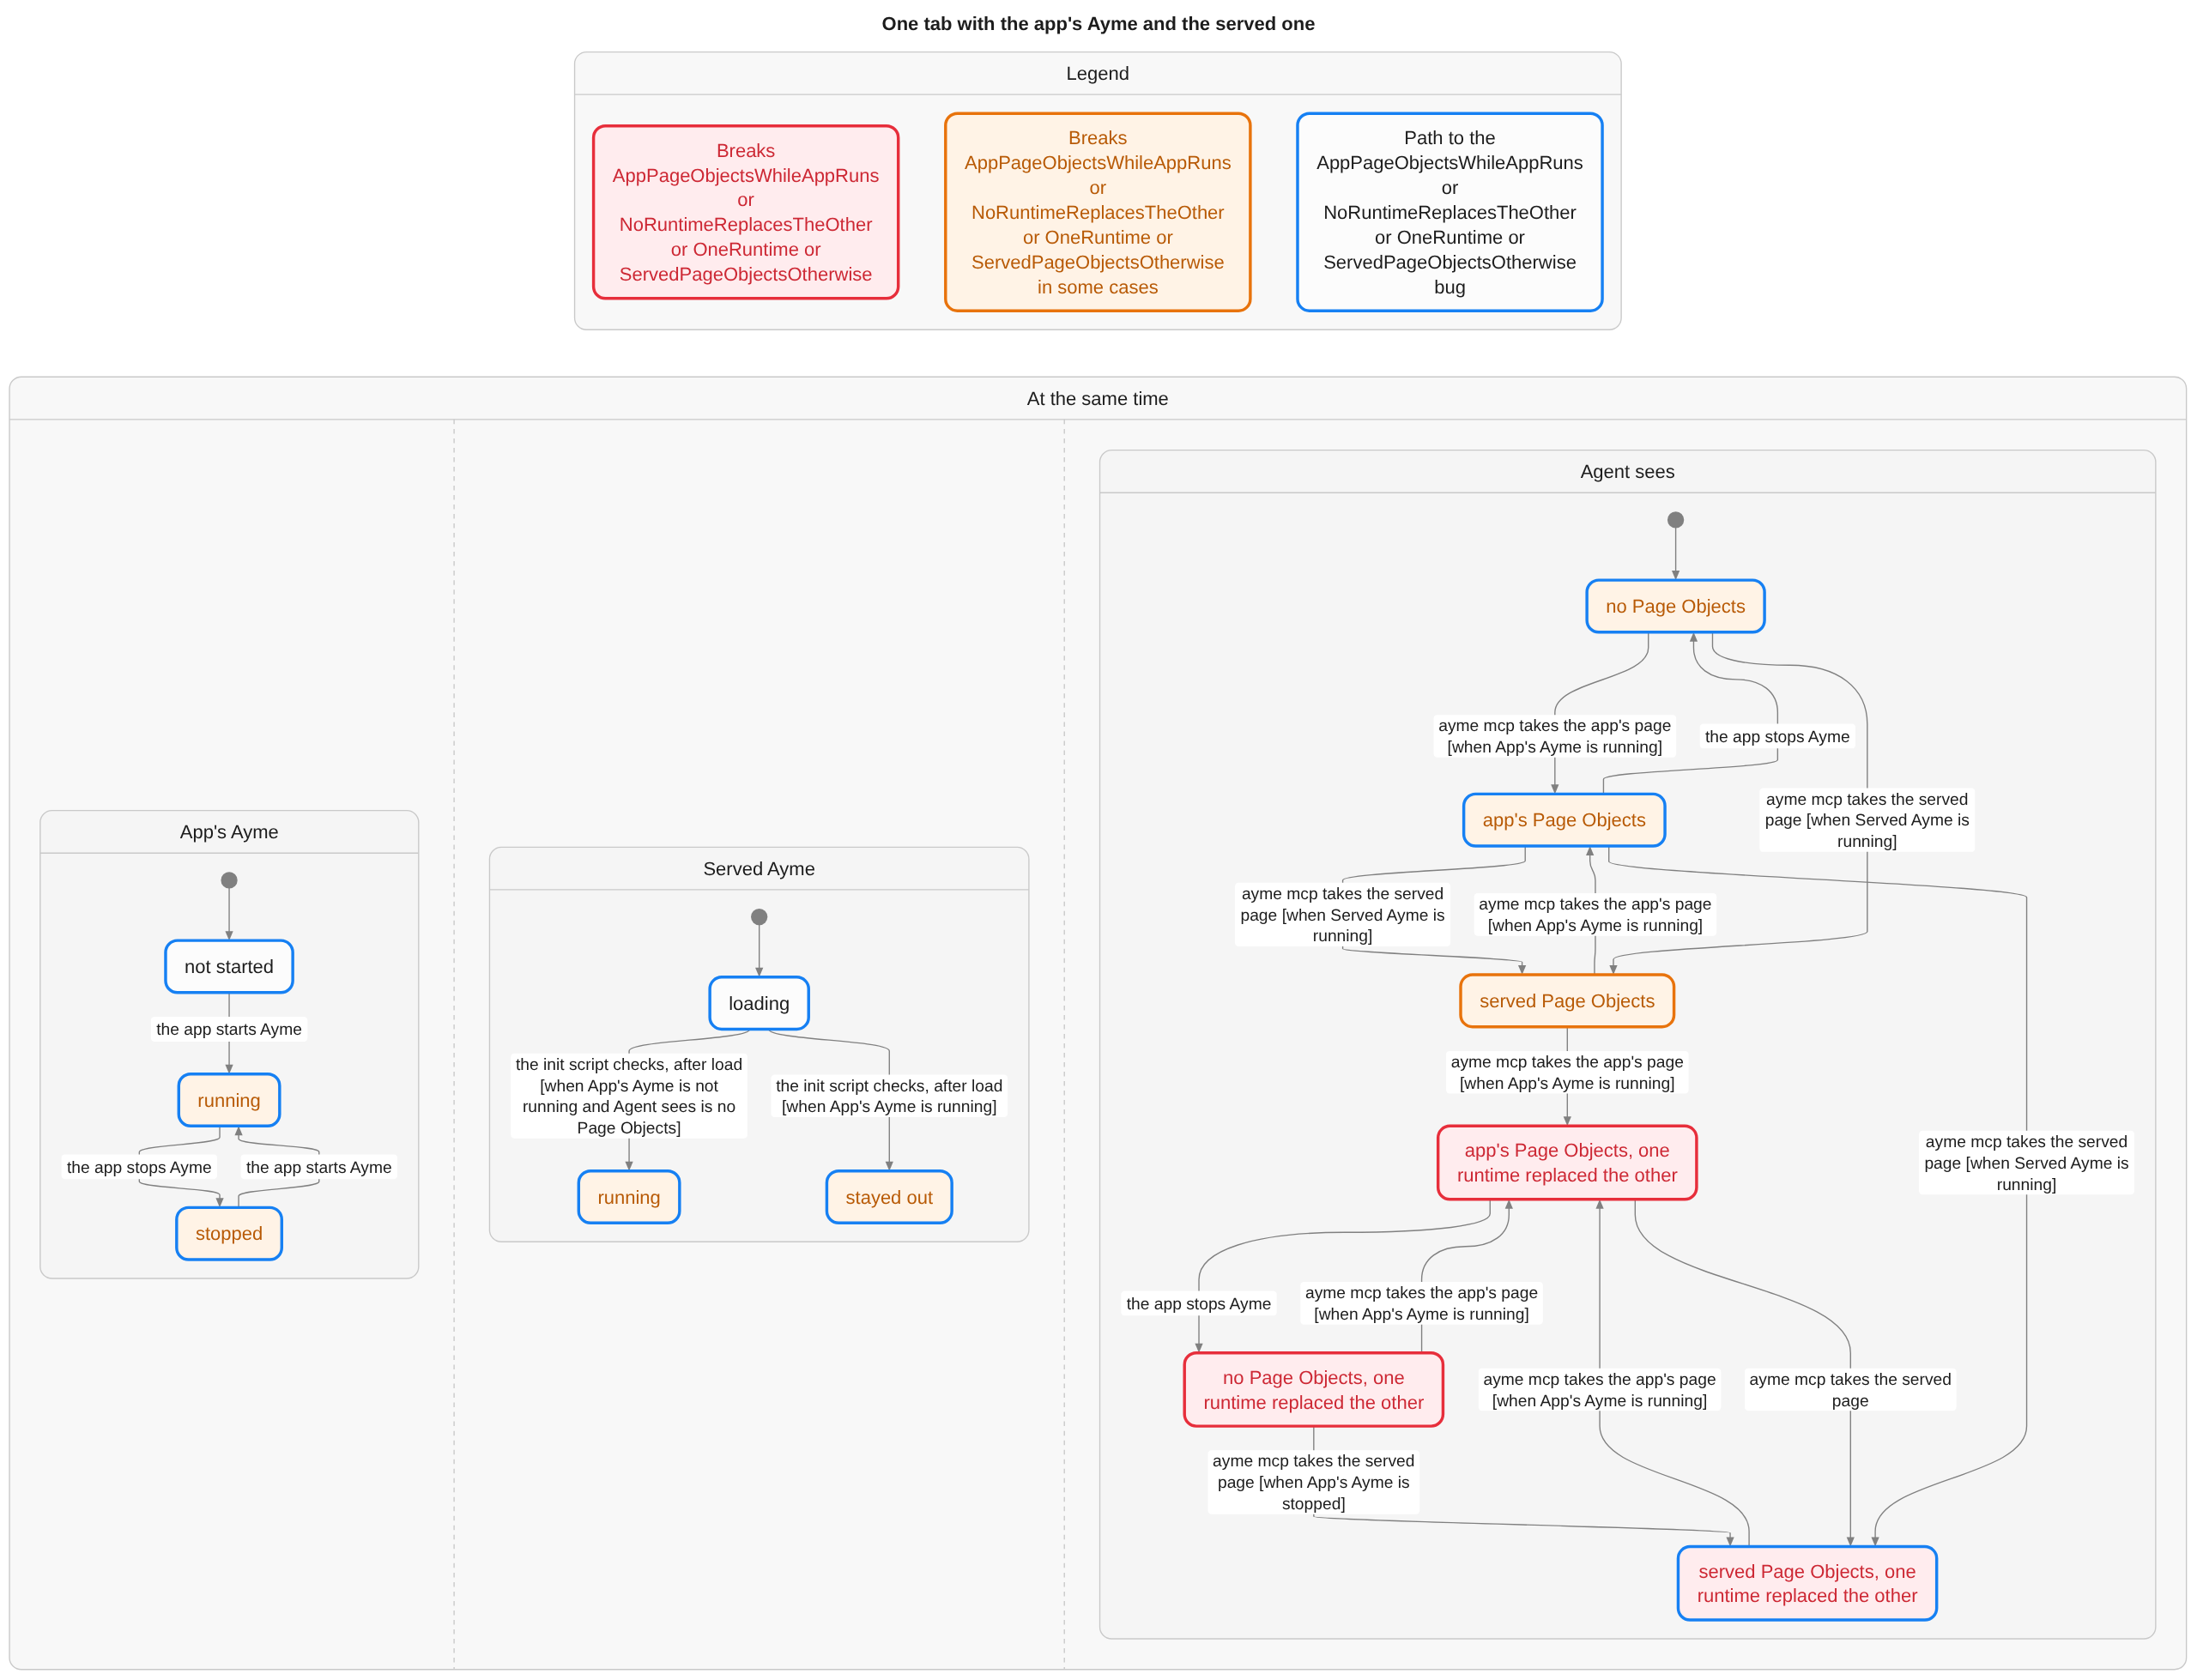 One tab with the app's Ayme and the served one
Legend
Breaks
AppPageObjectsWhileAppRuns
or
NoRuntimeReplacesTheOther
or OneRuntime or
ServedPageObjectsOtherwise
Breaks
AppPageObjectsWhileAppRuns
or
NoRuntimeReplacesTheOther
or OneRuntime or
ServedPageObjectsOtherwise
in some cases
Path to the
AppPageObjectsWhileAppRuns
or
NoRuntimeReplacesTheOther
or OneRuntime or
ServedPageObjectsOtherwise
bug
At the same time
App's Ayme
not started
the app starts Ayme
running
the app stops Ayme
the app starts Ayme
stopped
Served Ayme
loading
the init script checks, after load
[when App's Ayme is not
running and Agent sees is no
Page Objects]
the init script checks, after load
[when App's Ayme is running]
running
stayed out
Agent sees
no Page Objects
ayme mcp takes the app's page
[when App's Ayme is running]
the app stops Ayme
ayme mcp takes the served
page [when Served Ayme is
running]
app's Page Objects
ayme mcp takes the served
page [when Served Ayme is
running]
ayme mcp takes the app's page
[when App's Ayme is running]
served Page Objects
ayme mcp takes the app's page
[when App's Ayme is running]
ayme mcp takes the served
page [when Served Ayme is
running]
app's Page Objects, one
runtime replaced the other
the app stops Ayme
ayme mcp takes the app's page
[when App's Ayme is running]
no Page Objects, one
runtime replaced the other
ayme mcp takes the app's page
[when App's Ayme is running]
ayme mcp takes the served
page
ayme mcp takes the served
page [when App's Ayme is
stopped]
served Page Objects, one
runtime replaced the other